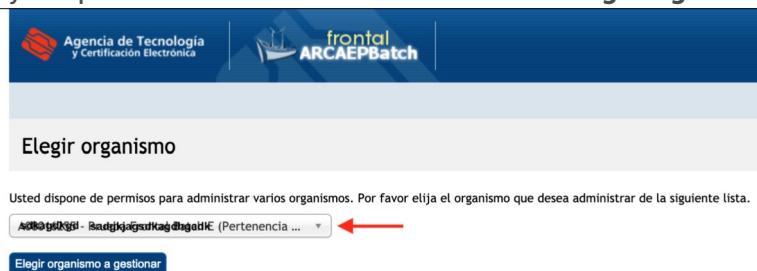 Agencia de Tecnología
y Certificación Electrónica
frontal
ARCAEPBatch
Elegir organismo
Usted dispone de permisos para administrar varios organismos. Por favor elija el organismo que desea administrar de la siguiente lista.
(Pertenencia ...
Elegir organismo a gestionar